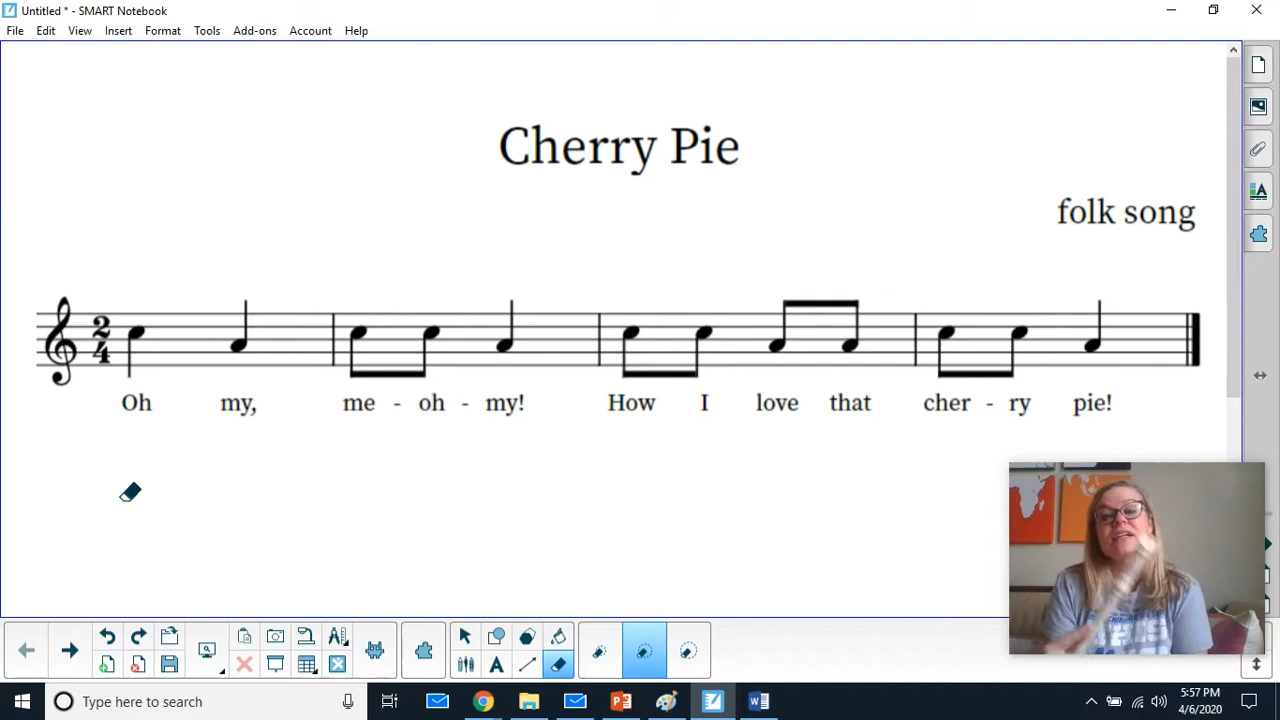 Untitled * - SMART Notebook
File Edit View Insert Format Tools Add-ons Account Help
Cherry Pie
folk song
2
4
Oh my, me - oh - my! How I love that cher - ry pie!
Type here to search
5:57 PM
4/6/2020